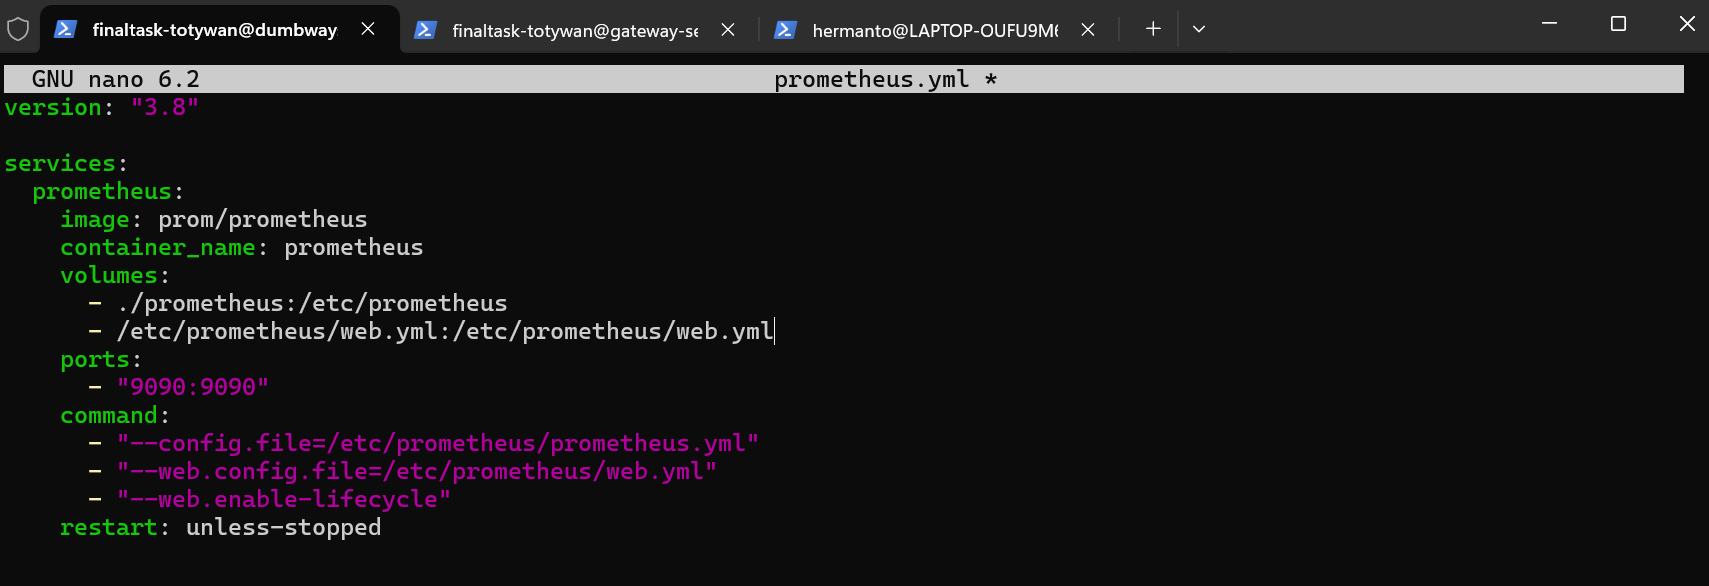 finaltask-totywan@dumbway finaltask-totywan@gateway-se hermanto@LAPTOP-OUFU9M6
GNU nano 6.2 prometheus.yml *
version: "3.8"
services:
  prometheus:
    image: prom/prometheus
    container_name: prometheus
    volumes:
      - ./prometheus:/etc/prometheus
      - /etc/prometheus/web.yml:/etc/prometheus/web.yml
    ports:
      - "9090:9090"
    command:
      - "--config.file=/etc/prometheus/prometheus.yml"
      - "--web.config.file=/etc/prometheus/web.yml"
      - "--web.enable-lifecycle"
    restart: unless-stopped